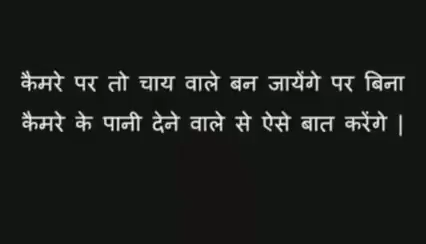 कैमरे पर तो चाय वाले बन जायेंगे पर बिना
कैमरे के पानी देने वाले से ऐसे बात करेंगे |